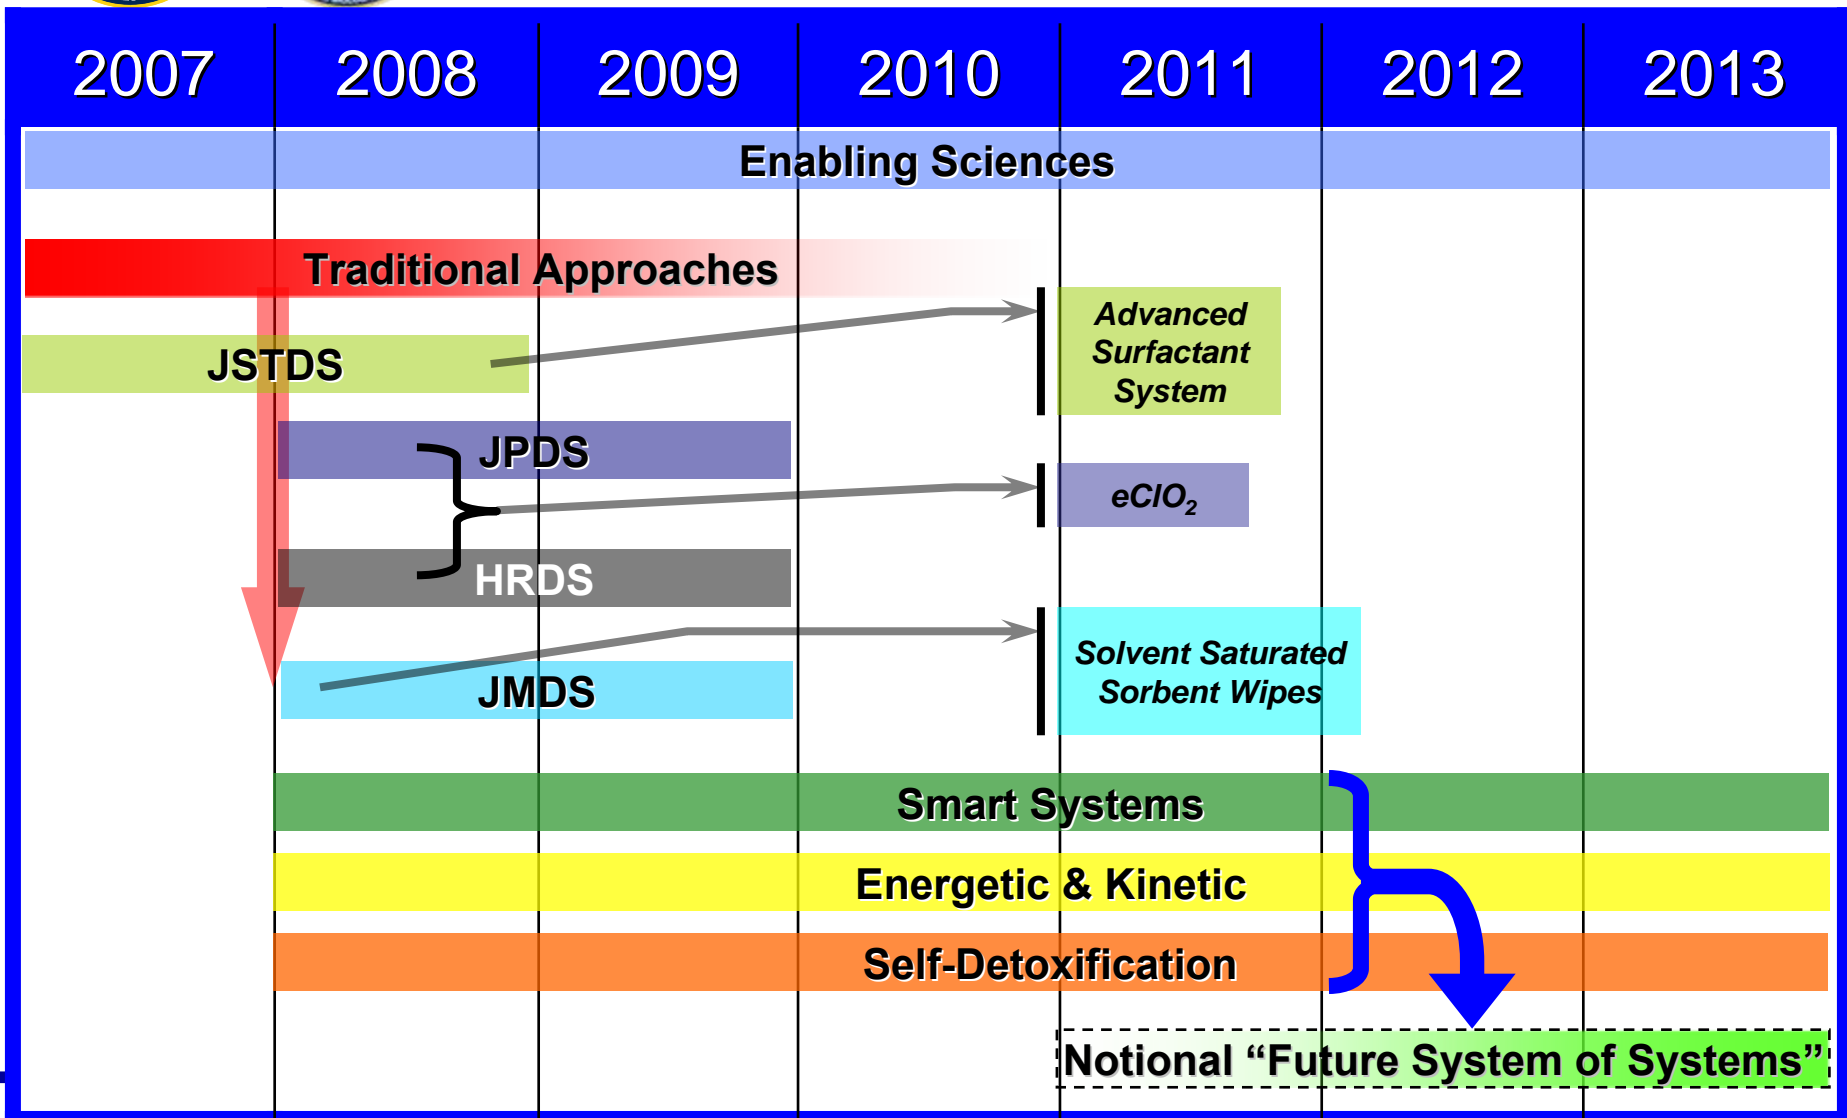 2007 2008 2009 2010 2011 2012 2013
Enabling Sciences
Traditional Approaches
JSTDS
Advanced
Surfactant
System
JPDS
eClO₂
HRDS
JMDS
Solvent Saturated
Sorbent Wipes
Smart Systems
Energetic & Kinetic
Self-Detoxification
Notional “Future System of Systems”